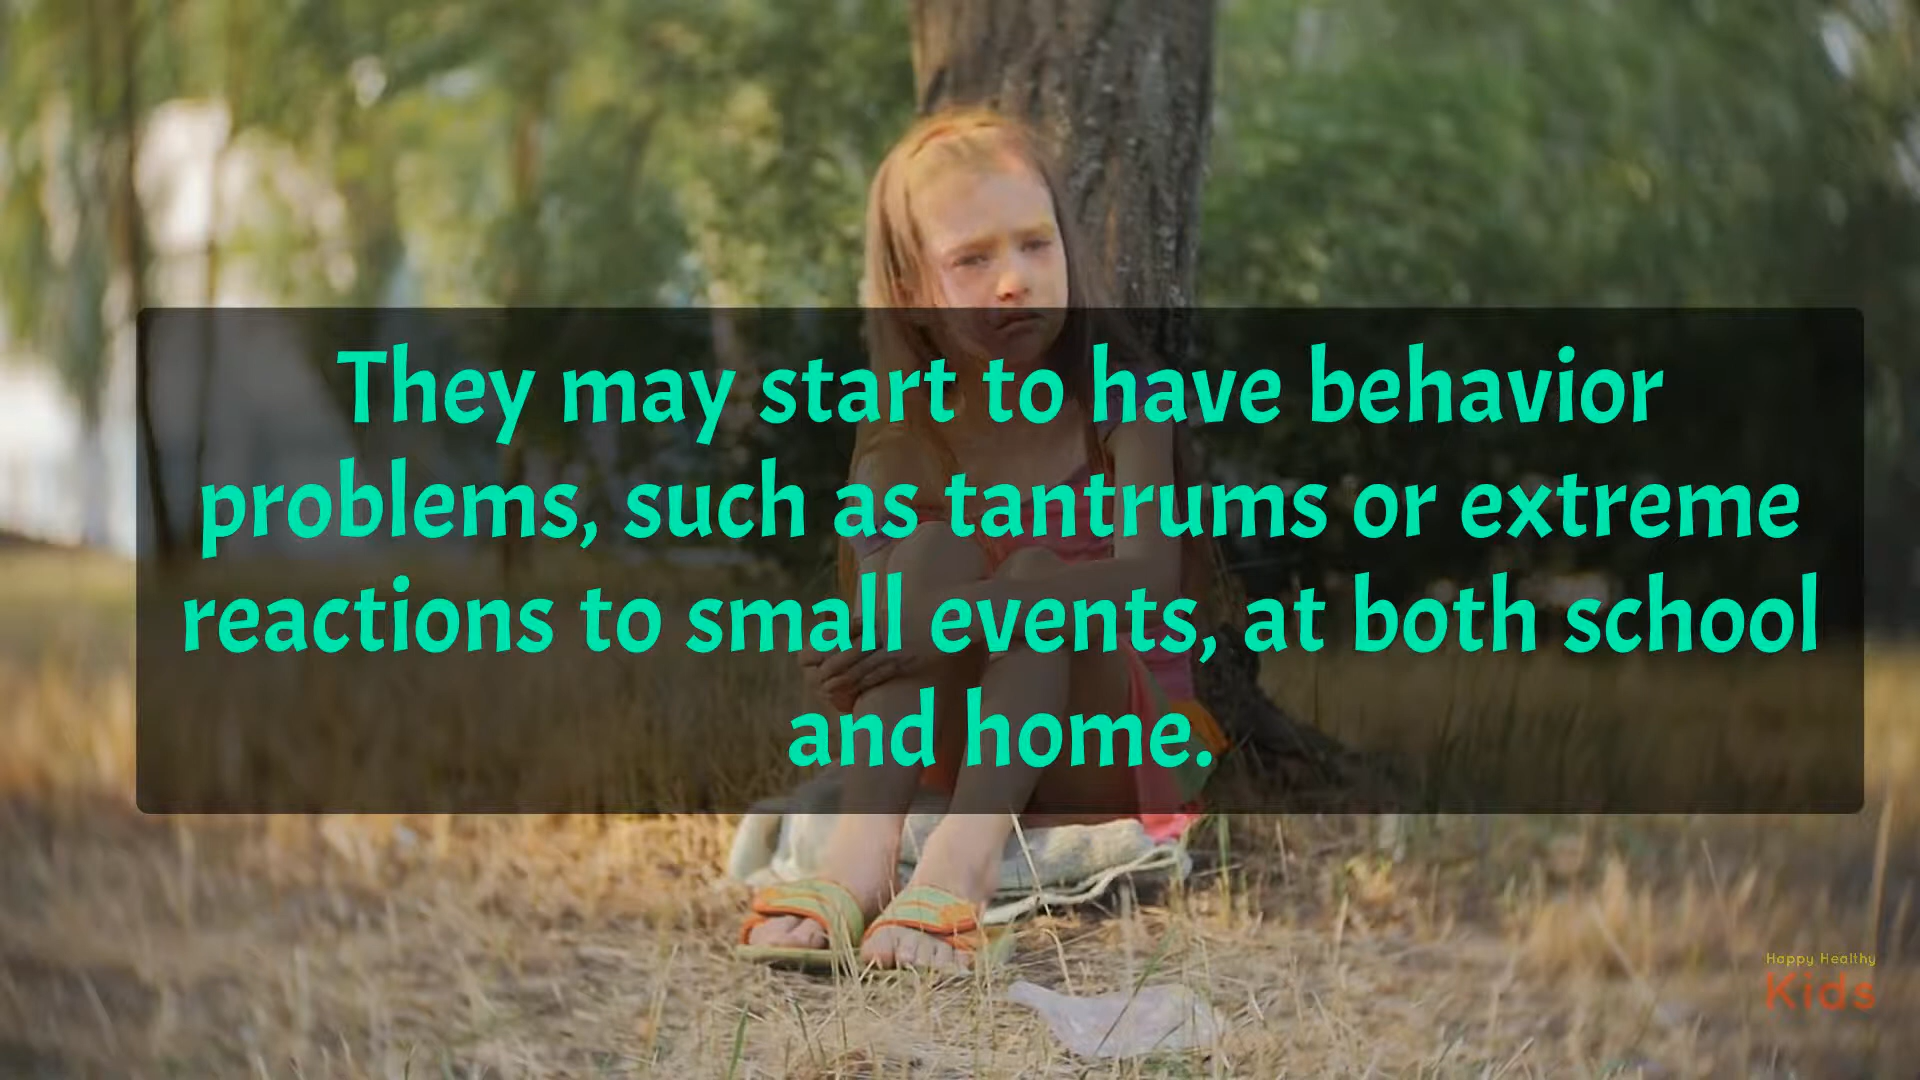 They may start to have behavior
problems, such as tantrums or extreme
reactions to small events, at both school
and home.
Happy Healthy
Kids